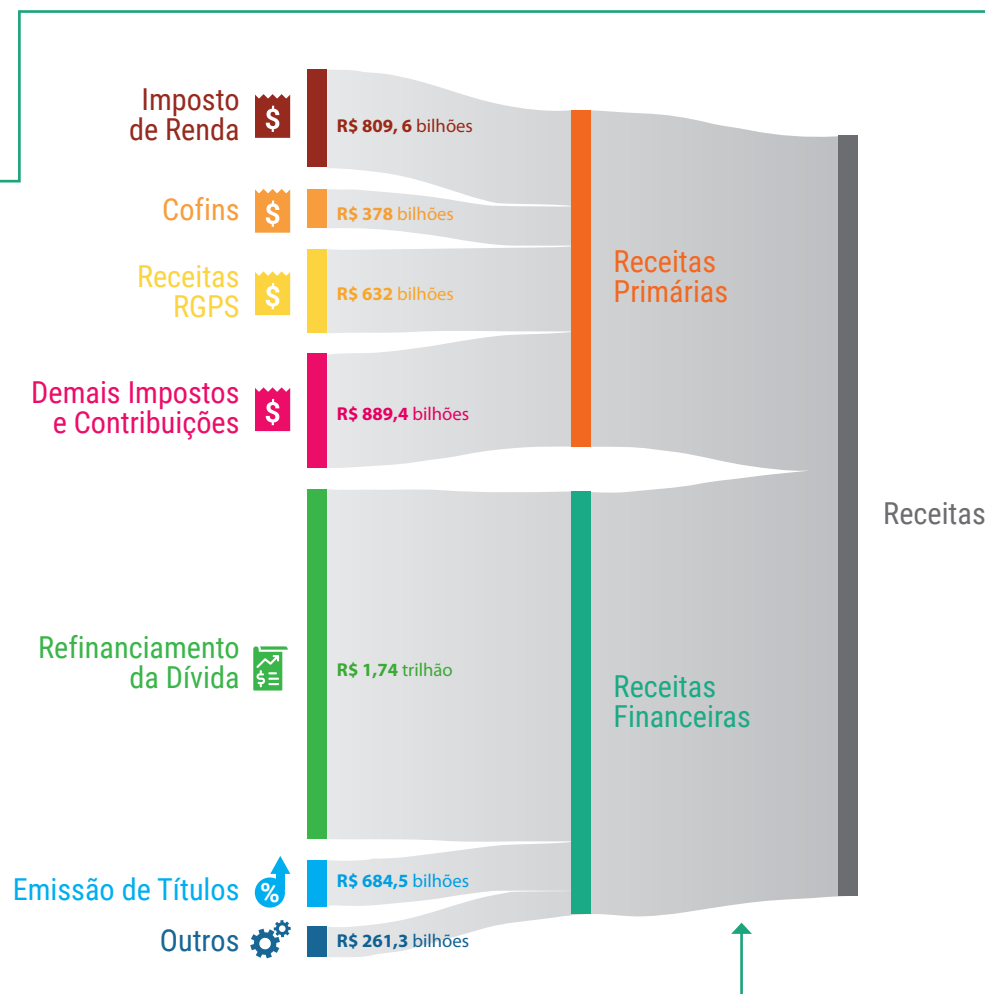 Imposto
de Renda
$
R$ 809, 6 bilhões
Cofins
$
R$ 378 bilhões
Receitas
RGPS
$
R$ 632 bilhões
Receitas
Primárias
Demais Impostos
e Contribuições
$
R$ 889,4 bilhões
Receitas
Refinanciamento
da Dívida
$
R$ 1,74 trilhão
Receitas
Financeiras
Emissão de Títulos
%
R$ 684,5 bilhões
Outros
R$ 261,3 bilhões